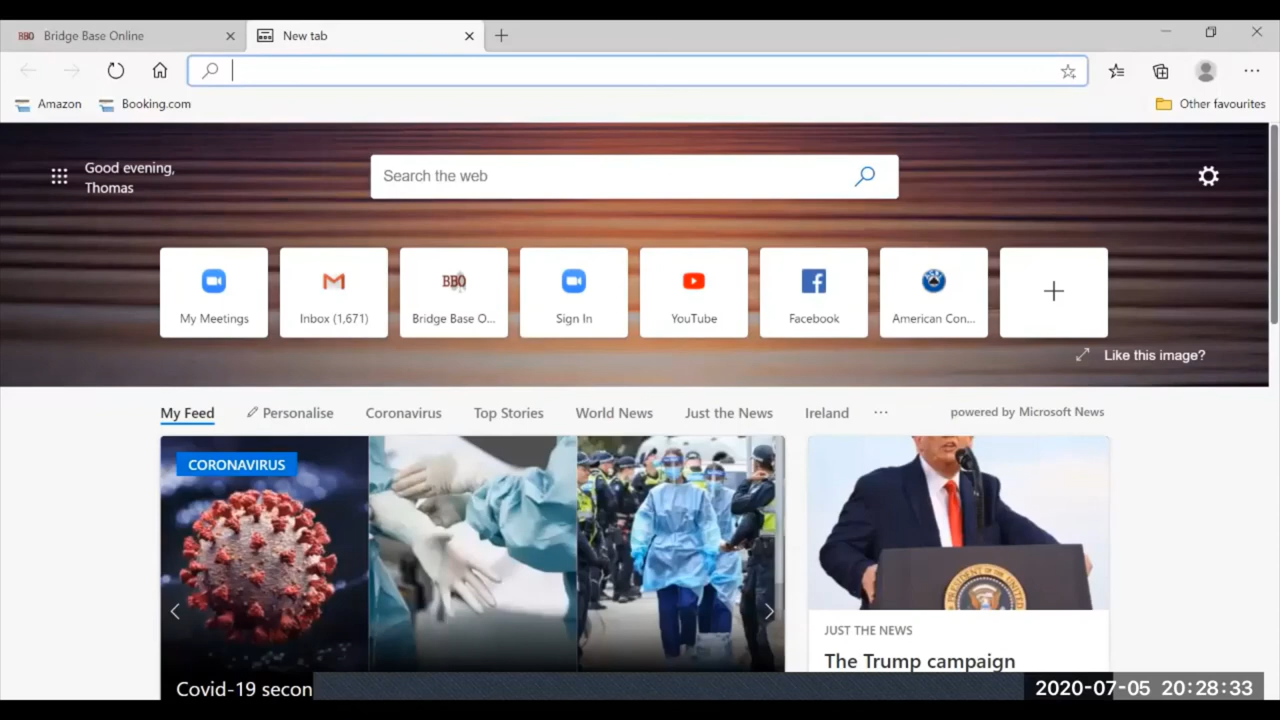 BBO Bridge Base Online
New tab
Amazon
Booking.com
Other favourites
Good evening,
Thomas
Search the web
My Meetings
Inbox (1,671)
BBO
Bridge Base O...
Sign In
YouTube
Facebook
American Con...
Like this image?
My Feed
Personalise
Coronavirus
Top Stories
World News
Just the News
Ireland
powered by Microsoft News
CORONAVIRUS
JUST THE NEWS
The Trump campaign
Covid-19 secon
2020-07-05 20:28:33